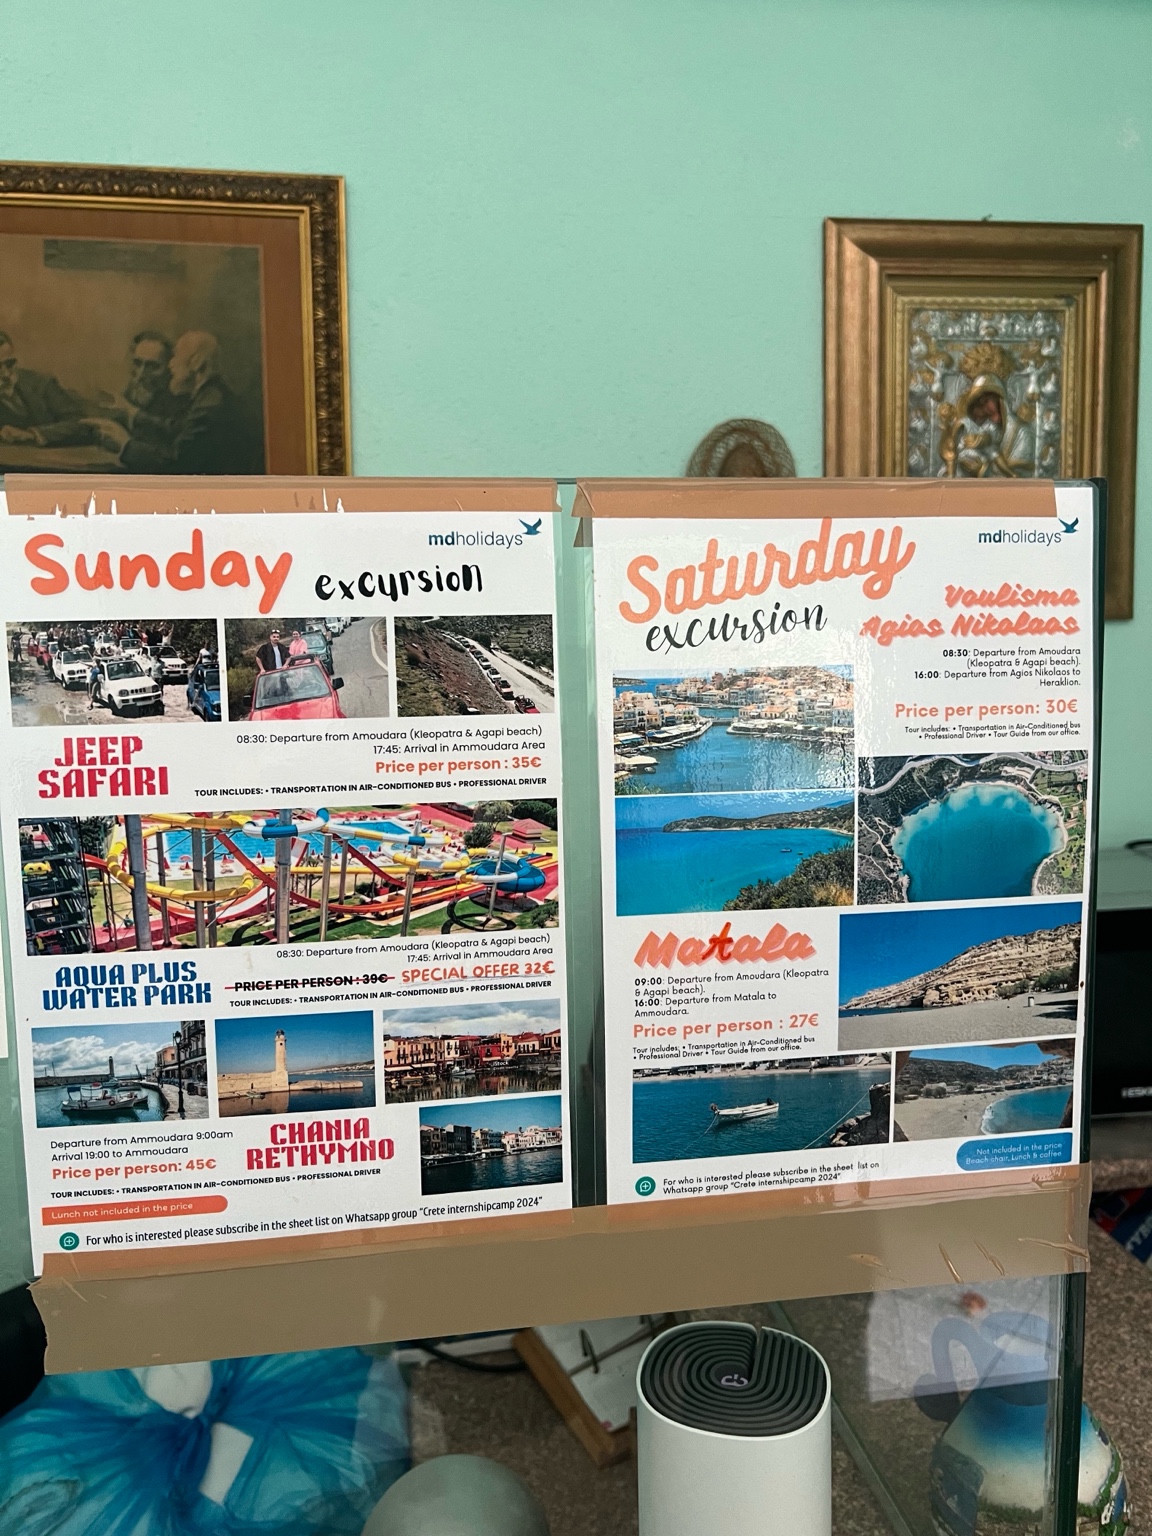 Sunday
excursion
mdholidays
JEEP
SAFARI
08:30: Departure from Amoudara (Kleopatra & Agapi beach)
17:45: Arrival in Ammoudara Area
Price per person : 35€
TOUR INCLUDES: • TRANSPORTATION IN AIR-CONDITIONED BUS • PROFESSIONAL DRIVER
AQUA PLUS
WATER PARK
08:30: Departure from Amoudara (Kleopatra & Agapi beach)
17:45: Arrival in Ammoudara Area
PRICE PER PERSON : 39€ SPECIAL OFFER 32€
TOUR INCLUDES: • TRANSPORTATION IN AIR-CONDITIONED BUS • PROFESSIONAL DRIVER
Departure from Ammoudara 9:00am
Arrival 19:00 to Ammoudara
Price per person: 45€
CHANIA
RETHYMNO
TOUR INCLUDES: • TRANSPORTATION IN AIR-CONDITIONED BUS • PROFESSIONAL DRIVER
Lunch not included in the price
For who is interested please subscribe in the sheet list on Whatsapp group "Crete internshipcamp 2024"
Saturday
excursion
mdholidays
Voulisma
Agios Nikolaos
08:30: Departure from Amoudara
(Kleopatra & Agapi beach).
16:00: Departure from Agios Nikolaos to
Heraklion.
Price per person: 30€
Tour includes: • Transportation in Air-Conditioned bus
• Professional Driver • Tour Guide from our office.
Matala
09:00: Departure from Amoudara (Kleopatra
& Agapi beach).
16:00: Departure from Matala to
Ammoudara.
Price per person : 27€
Tour includes: • Transportation in Air-Conditioned bus
• Professional Driver • Tour Guide from our office.
Not included in the price
Beach-chair, Lunch & coffee
For who is interested please subscribe in the sheet list on
Whatsapp group "Crete internshipcamp 2024"